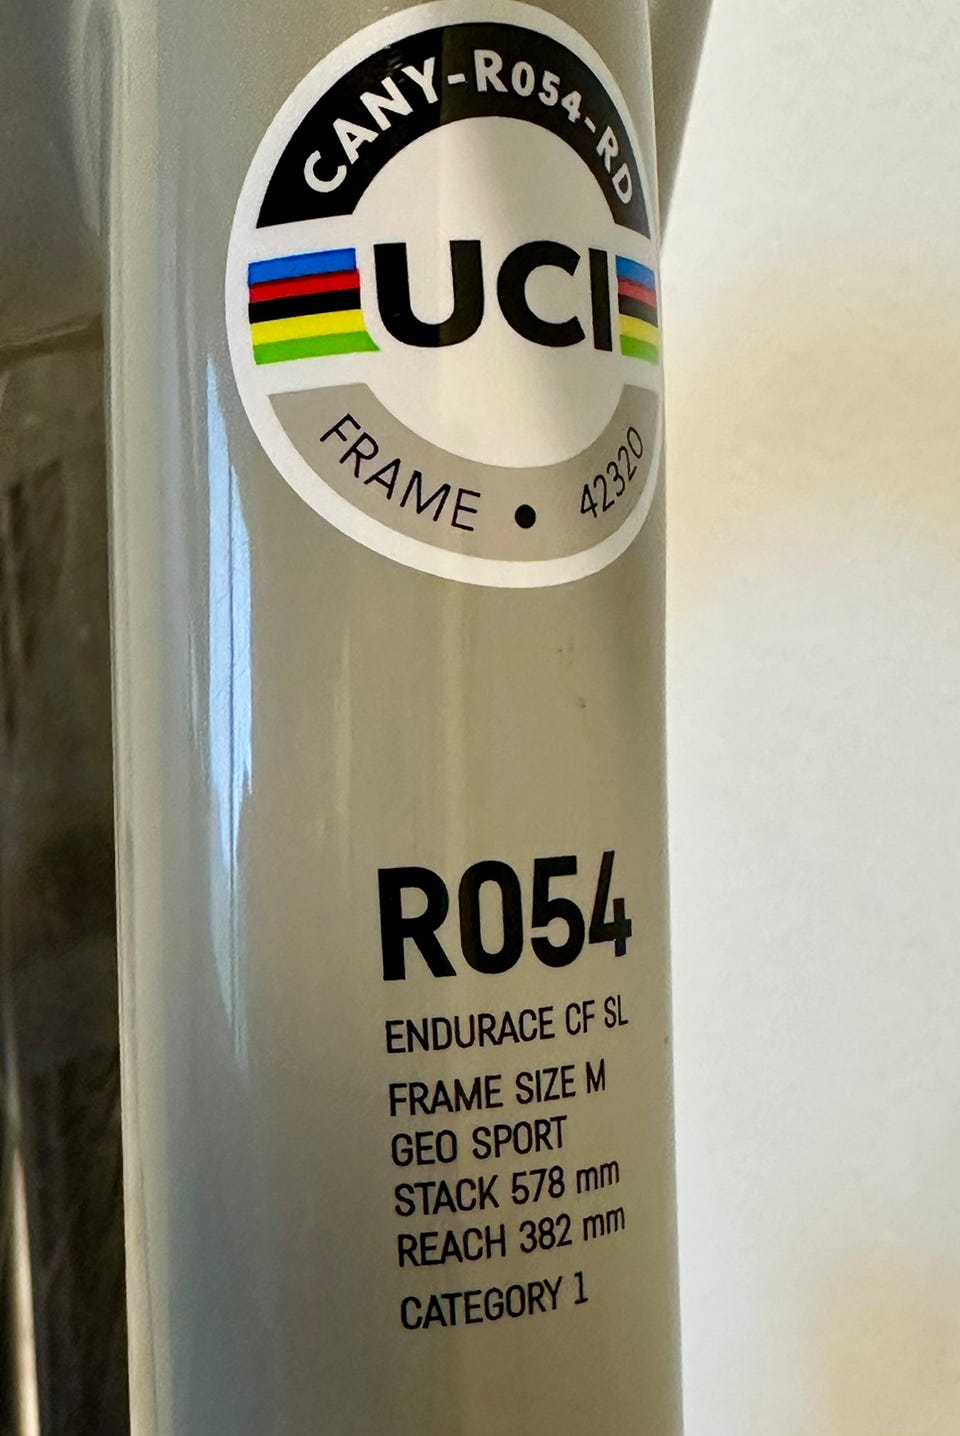 CANY-R054-RD
UCI
FRAME • 42320
R054
ENDURACE CF SL
FRAME SIZE M
GEO SPORT
STACK 578 mm
REACH 382 mm
CATEGORY 1